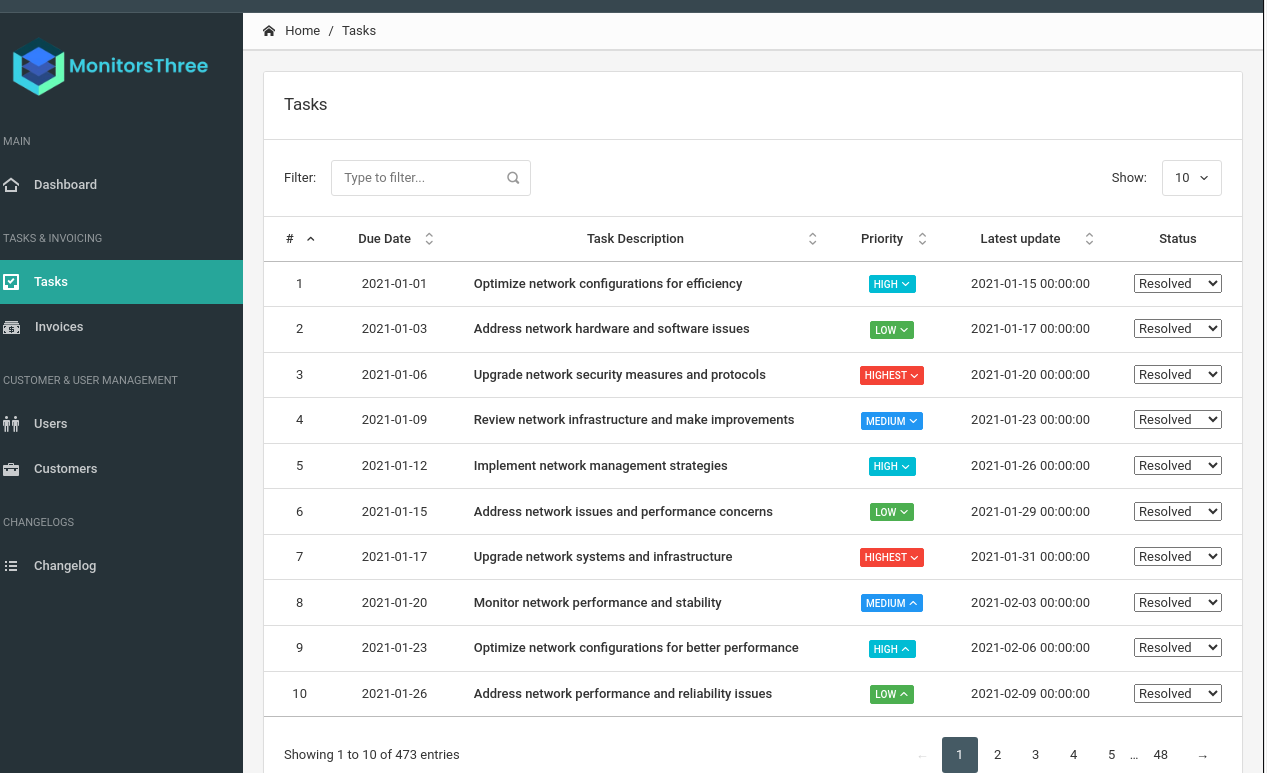 Home / Tasks
MonitorsThree
MAIN
Dashboard
TASKS & INVOICING
Tasks
Invoices
CUSTOMER & USER MANAGEMENT
Users
Customers
CHANGELOGS
Changelog
Tasks
Filter: Type to filter... Show: 10
# Due Date Task Description Priority Latest update Status
1 2021-01-01 Optimize network configurations for efficiency HIGH 2021-01-15 00:00:00 Resolved
2 2021-01-03 Address network hardware and software issues LOW 2021-01-17 00:00:00 Resolved
3 2021-01-06 Upgrade network security measures and protocols HIGHEST 2021-01-20 00:00:00 Resolved
4 2021-01-09 Review network infrastructure and make improvements MEDIUM 2021-01-23 00:00:00 Resolved
5 2021-01-12 Implement network management strategies HIGH 2021-01-26 00:00:00 Resolved
6 2021-01-15 Address network issues and performance concerns LOW 2021-01-29 00:00:00 Resolved
7 2021-01-17 Upgrade network systems and infrastructure HIGHEST 2021-01-31 00:00:00 Resolved
8 2021-01-20 Monitor network performance and stability MEDIUM 2021-02-03 00:00:00 Resolved
9 2021-01-23 Optimize network configurations for better performance HIGH 2021-02-06 00:00:00 Resolved
10 2021-01-26 Address network performance and reliability issues LOW 2021-02-09 00:00:00 Resolved
Showing 1 to 10 of 473 entries ← 1 2 3 4 5 ... 48 →